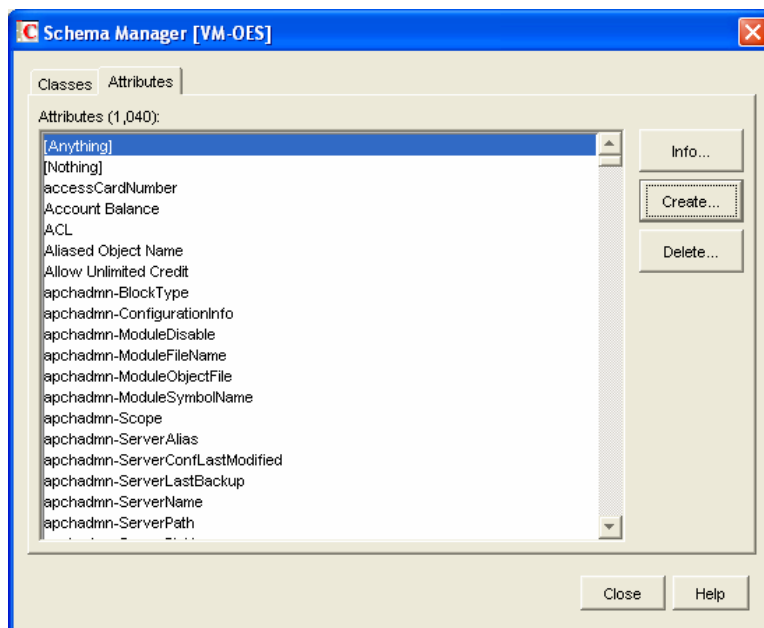 Schema Manager [VM-OES]
Classes Attributes
Attributes (1,040):
[Anything]
[Nothing]
accessCardNumber
Account Balance
ACL
Aliased Object Name
Allow Unlimited Credit
apchadmn-BlockType
apchadmn-ConfigurationInfo
apchadmn-ModuleDisable
apchadmn-ModuleFileName
apchadmn-ModuleObjectFile
apchadmn-ModuleSymbolName
apchadmn-Scope
apchadmn-ServerAlias
apchadmn-ServerConfLastModified
apchadmn-ServerLastBackup
apchadmn-ServerName
apchadmn-ServerPath
Info...
Create...
Delete...
Close Help